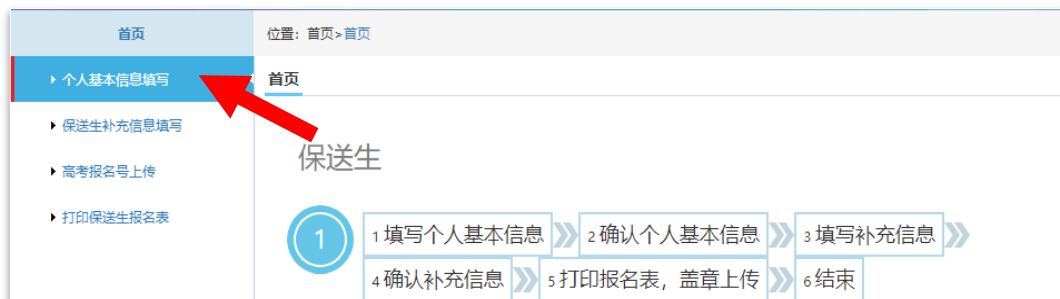 首页
位置：首页>首页
个人基本信息填写
首页
保送生补充信息填写
高考报名号上传
打印保送生报名表
保送生
1
1 填写个人基本信息 2 确认个人基本信息 3 填写补充信息
4 确认补充信息 5 打印报名表，盖章上传 6 结束